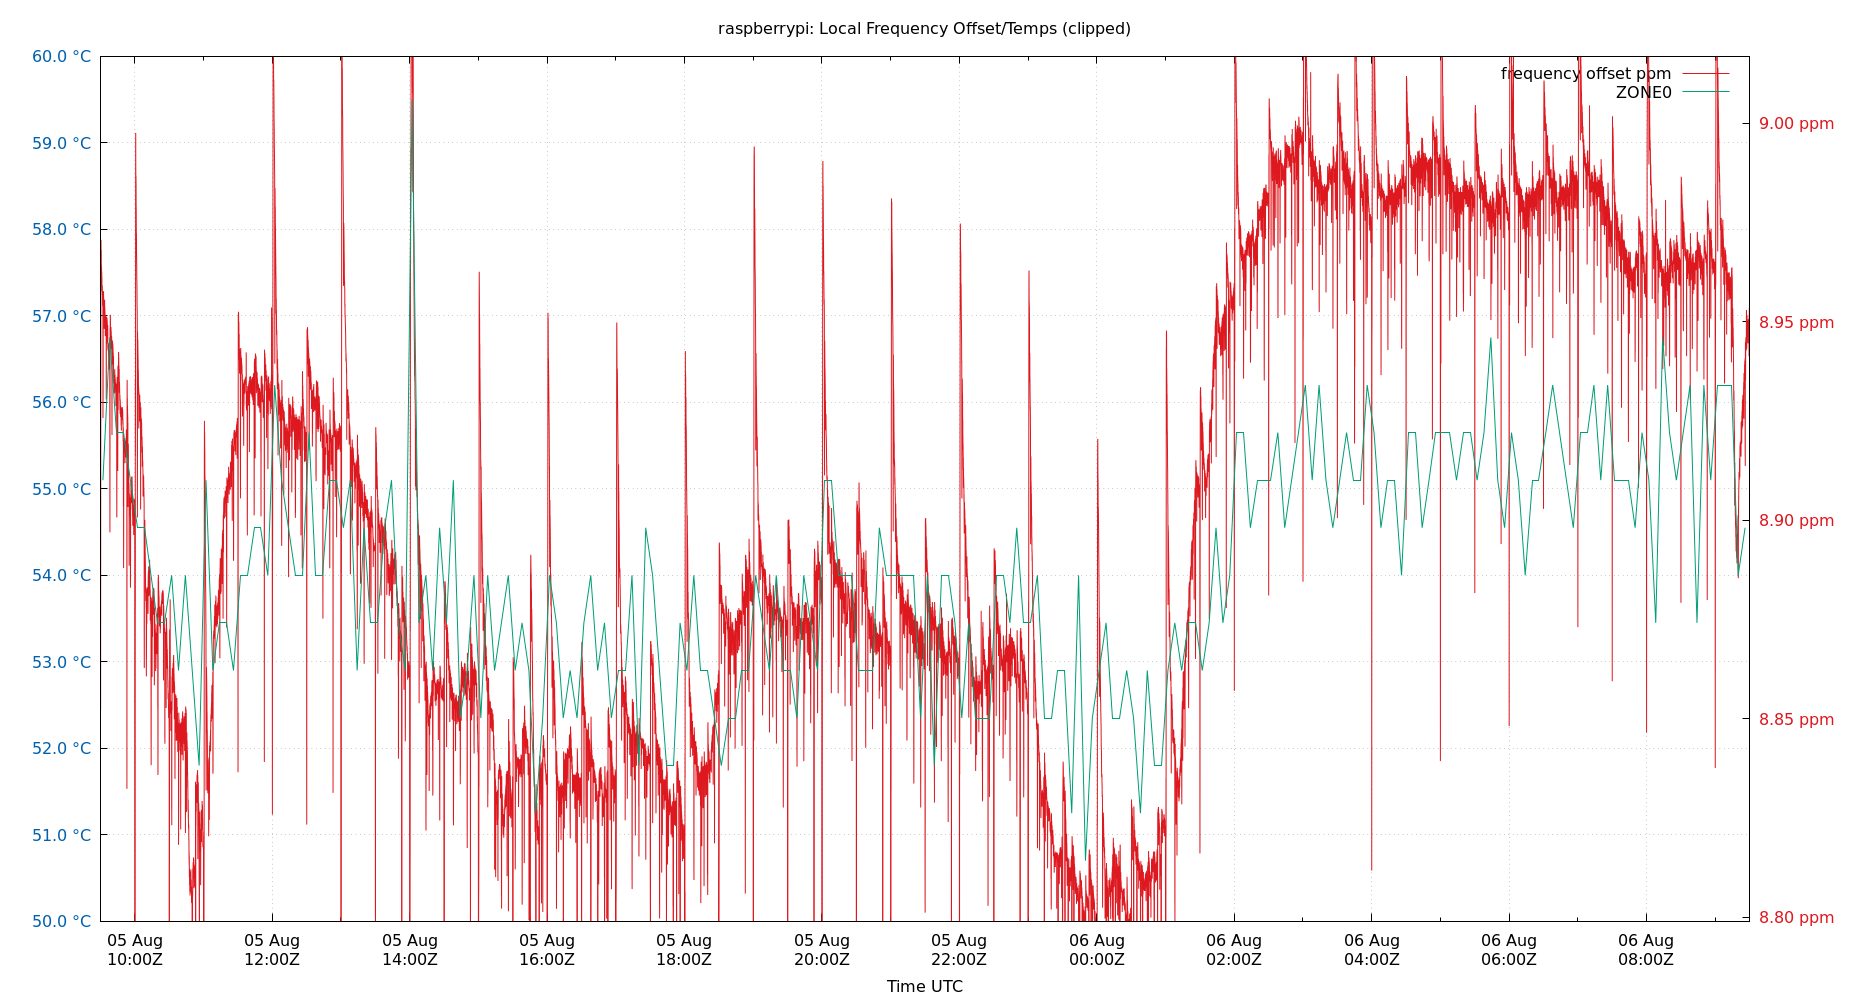 raspberrypi: Local Frequency Offset/Temps (clipped)
60.0 °C
59.0 °C
58.0 °C
57.0 °C
56.0 °C
55.0 °C
54.0 °C
53.0 °C
52.0 °C
51.0 °C
50.0 °C
frequency offset ppm
ZONE0
9.00 ppm
8.95 ppm
8.90 ppm
8.85 ppm
8.80 ppm
05 Aug 05 Aug 05 Aug 05 Aug 05 Aug 05 Aug 05 Aug 06 Aug 06 Aug 06 Aug 06 Aug 06 Aug
10:00Z 12:00Z 14:00Z 16:00Z 18:00Z 20:00Z 22:00Z 00:00Z 02:00Z 04:00Z 06:00Z 08:00Z
Time UTC